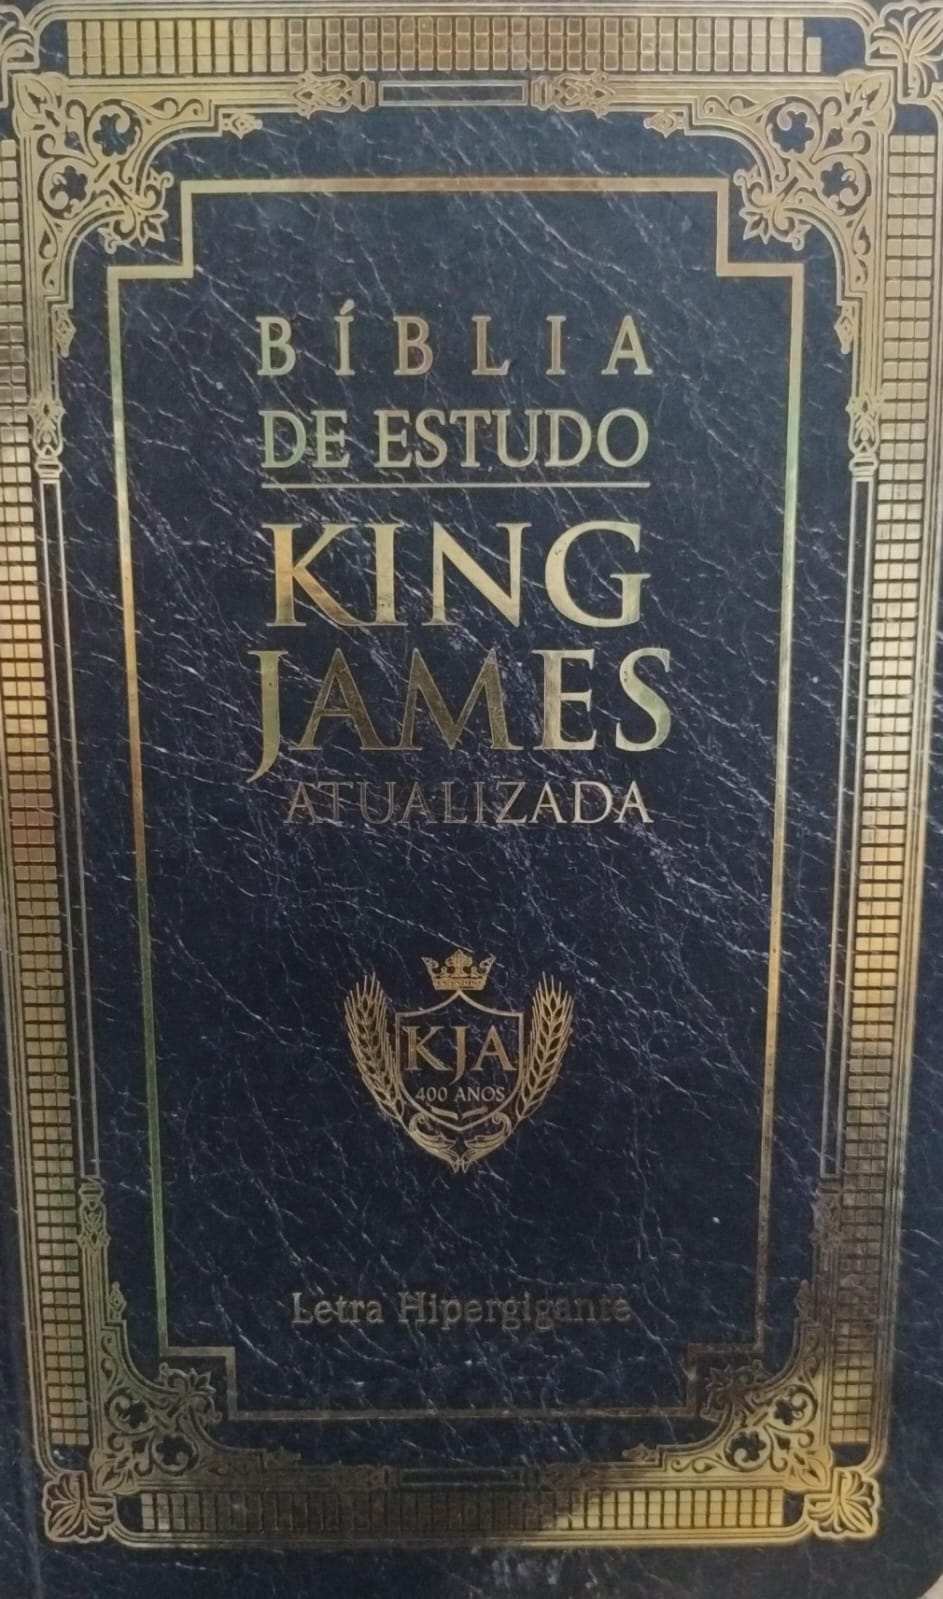 BÍBLIA
DE ESTUDO
KING
JAMES
ATUALIZADA
KJA
400 ANOS
Letra Hipergigante